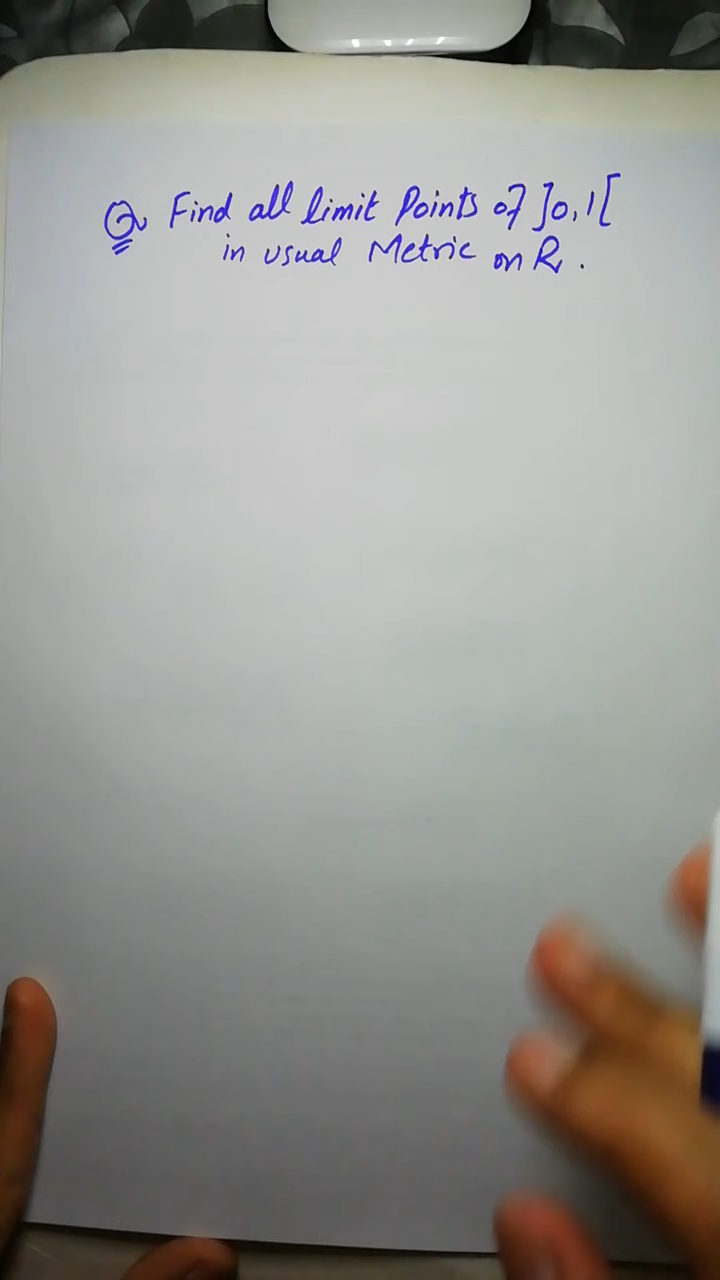 Q Find all limit Points of ]0,1[
in usual Metric on R.